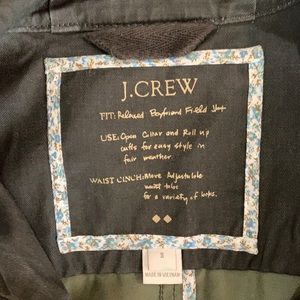 J.CREW
FIT: Relaxed Boyfriend Field Jkt
USE: Open Collar and Roll up
cuffs for easy style in
fair weather.
WAIST CINCH: Move Adjustable
waist tabs
for a variety of looks.
S
MADE IN VIETNAM